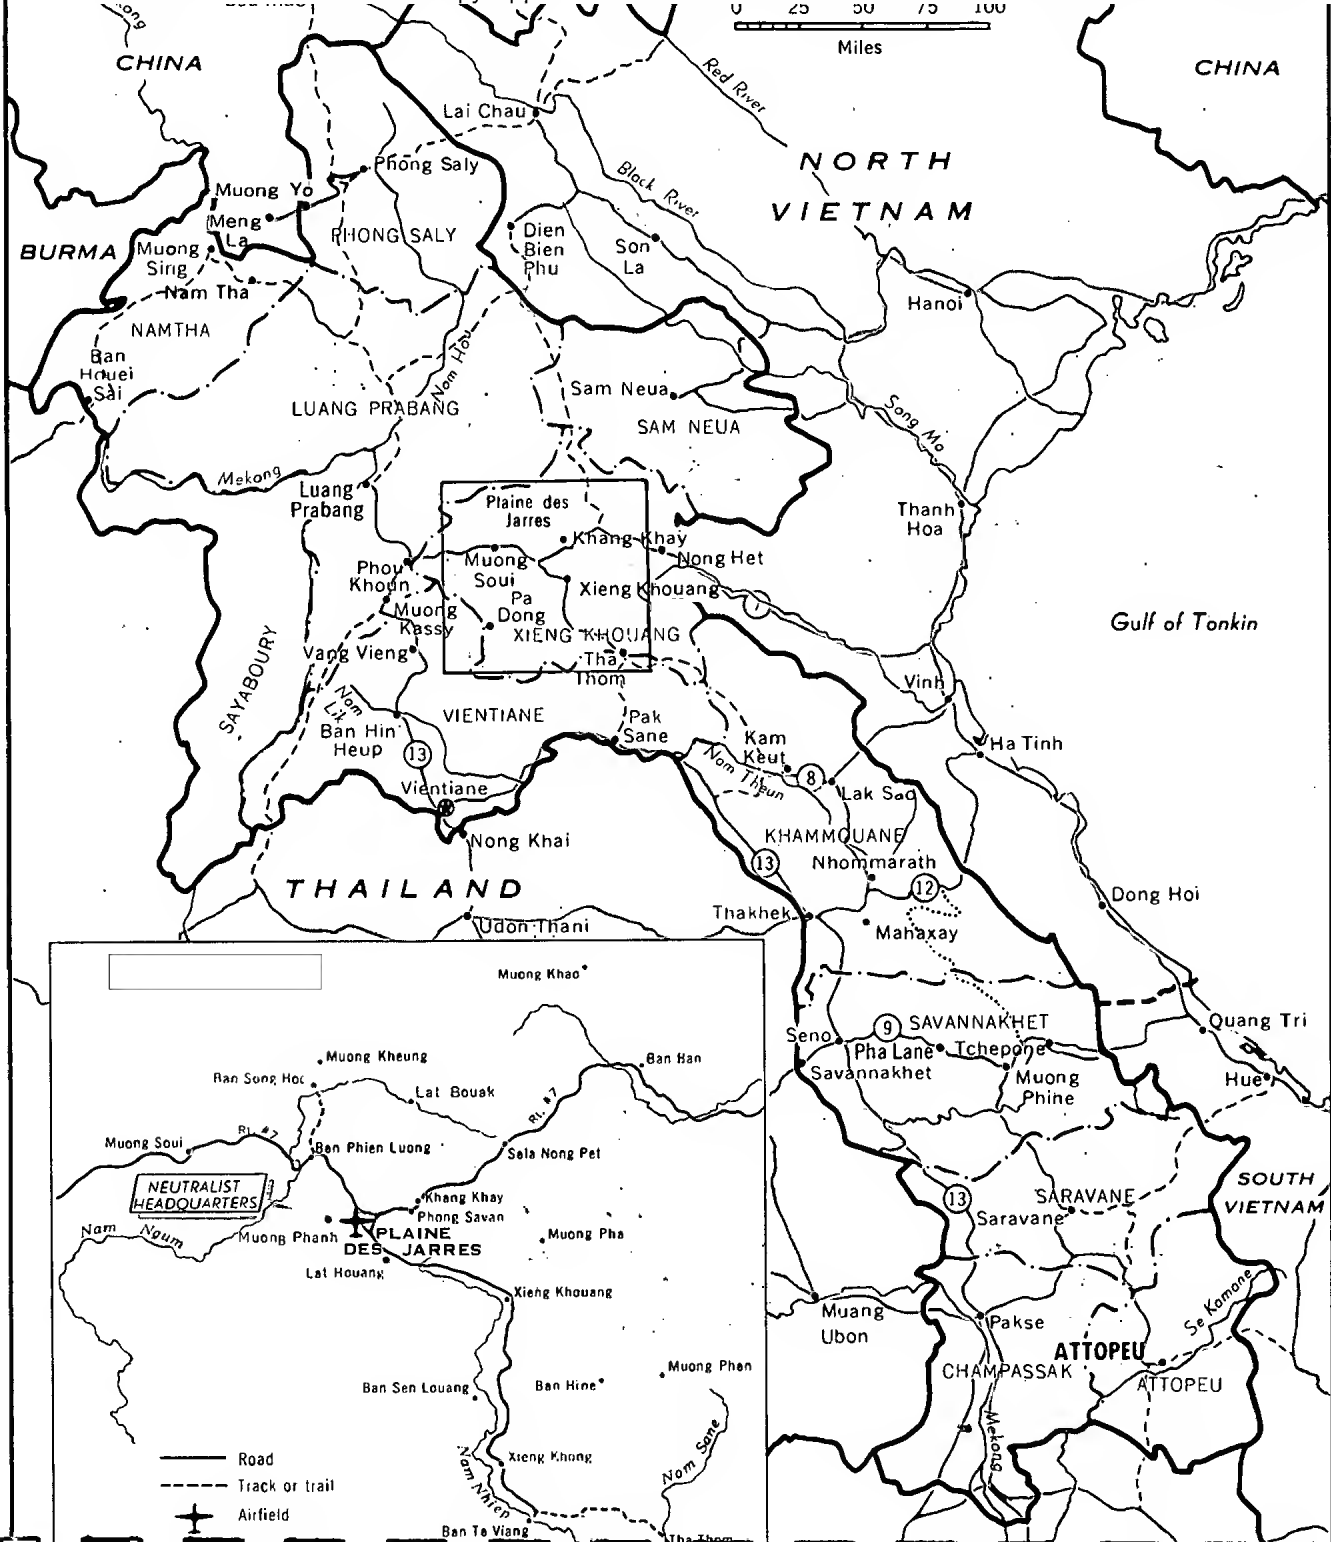 0 25 50 75 100
Miles
CHINA
CHINA
Red River
Lai Chau
NORTH
VIETNAM
Phong Saly
Black River
Muong Yo
Meng
La
PHONG SALY
BURMA
Muong
Sing
Dien
Bien
Phu
Son
La
Nam Tha
Hanoi
NAMTHA
Ban
Houei
Sai
Nam Hou
Sam Neua
LUANG PRABANG
SAM NEUA
Song Ma
Mekong
Luang
Prabang
Plaine des
Jarres
Thanh
Hoa
Khang Khay
Nong Het
Phou
Khoun
Muong
Soui
Xieng Khouang
7
Muong
Kassy
Pa
Dong
XIENG KHOUANG
Gulf of Tonkin
Vang Vieng
Tha
Thom
SAYABOURY
Vinh
Nam
Lik
VIENTIANE
Pak
Sane
Ban Hin
Heup
13
Kam
Keut
Ha Tinh
Nam Theun
8
Lak Sao
Vientiane
Nong Khai
KHAMMOUANE
13
Nhommarath
12
THAILAND
Dong Hoi
Thakhek
Udon Thani
Mahaxay
Seno
9
SAVANNAKHET
Quang Tri
Pha Lane
Tchepone
Savannakhet
Muong
Phine
Hue
SOUTH
VIETNAM
13
SARAVANE
Saravane
Muang
Ubon
Pakse
Se Kamane
ATTOPEU
CHAMPASSAK
ATTOPEU
Mekong
Muong Khao
Muong Kheung
Ban Han
Ban Song Hoc
Lat Bouak
Rt. #7
Muong Soui
Rt. #7
Ban Phien Luong
Sala Nong Pet
NEUTRALIST
HEADQUARTERS
Khang Khay
Phong Savan
Nam Ngum
Muong Phanh
PLAINE
DES JARRES
Muong Pha
Lat Houang
Xieng Khouang
Muong Phan
Ban Sen Louang
Ban Hine
Nam Sane
Xieng Khong
Nam Nhiep
Road
Track or trail
Airfield
Ban Ta Viang
Tha Thom